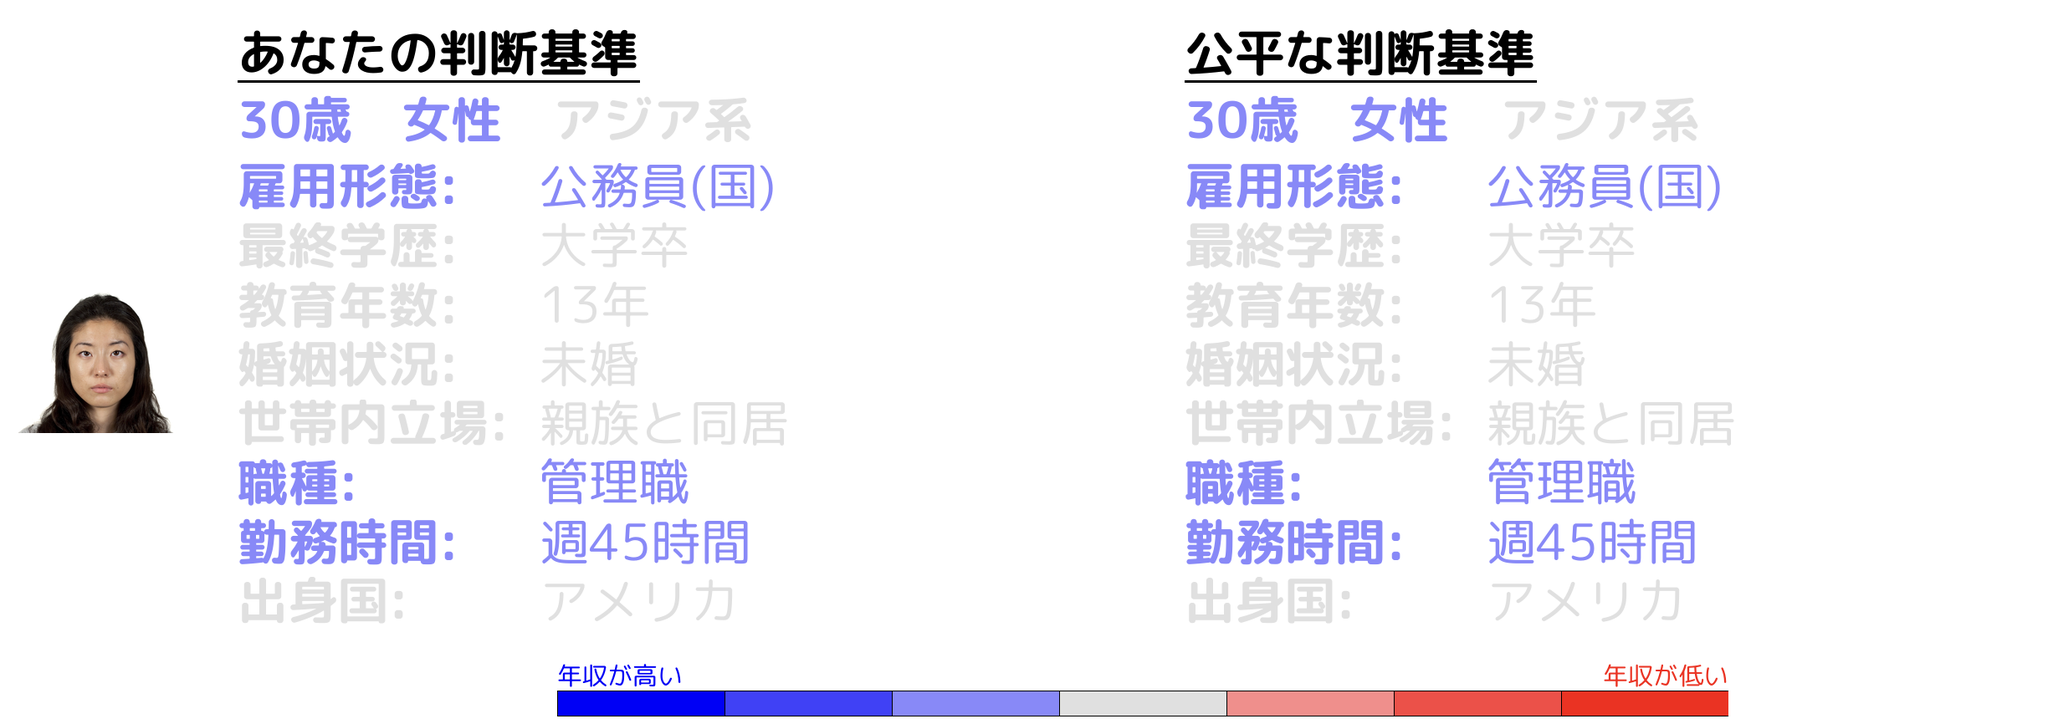 あなたの判断基準
30歳 女性 アジア系
雇用形態: 公務員(国)
最終学歴: 大学卒
教育年数: 13年
婚姻状況: 未婚
世帯内立場: 親族と同居
職種: 管理職
勤務時間: 週45時間
出身国: アメリカ
公平な判断基準
30歳 女性 アジア系
雇用形態: 公務員(国)
最終学歴: 大学卒
教育年数: 13年
婚姻状況: 未婚
世帯内立場: 親族と同居
職種: 管理職
勤務時間: 週45時間
出身国: アメリカ
年収が高い
年収が低い